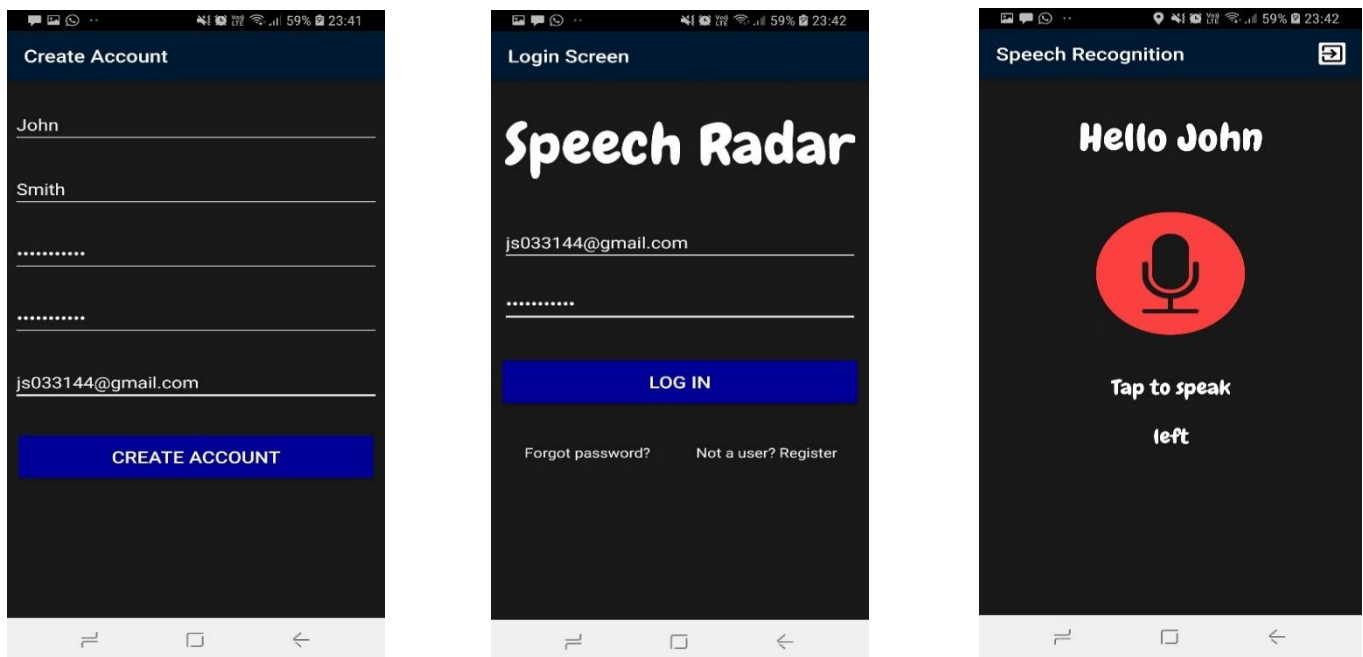 59% 23:41
Create Account
John
Smith
•••••••••••
•••••••••••
js033144@gmail.com
CREATE ACCOUNT
59% 23:42
Login Screen
Speech Radar
js033144@gmail.com
•••••••••••
LOG IN
Forgot password? Not a user? Register
59% 23:42
Speech Recognition
Hello John
Tap to speak
left